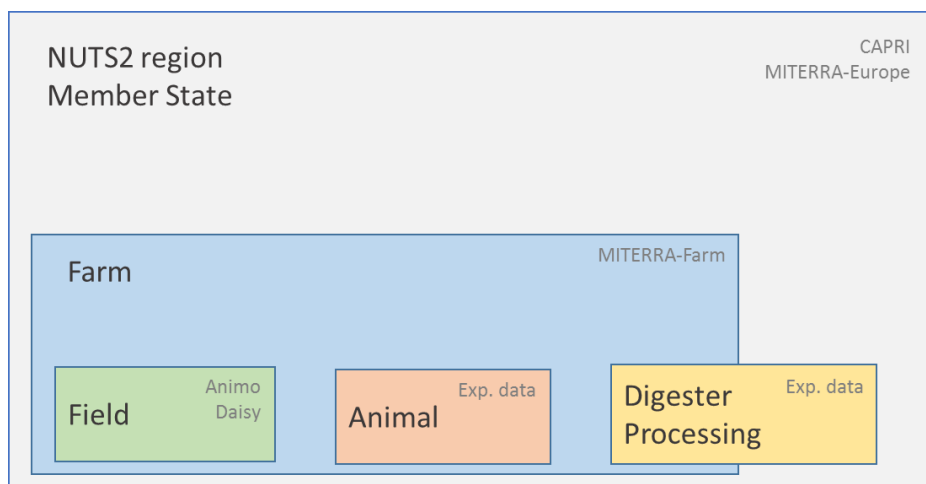 NUTS2 region
Member State
CAPRI
MITERRA-Europe
Farm
MITERRA-Farm
Field
Animo
Daisy
Animal
Exp. data
Digester
Processing
Exp. data